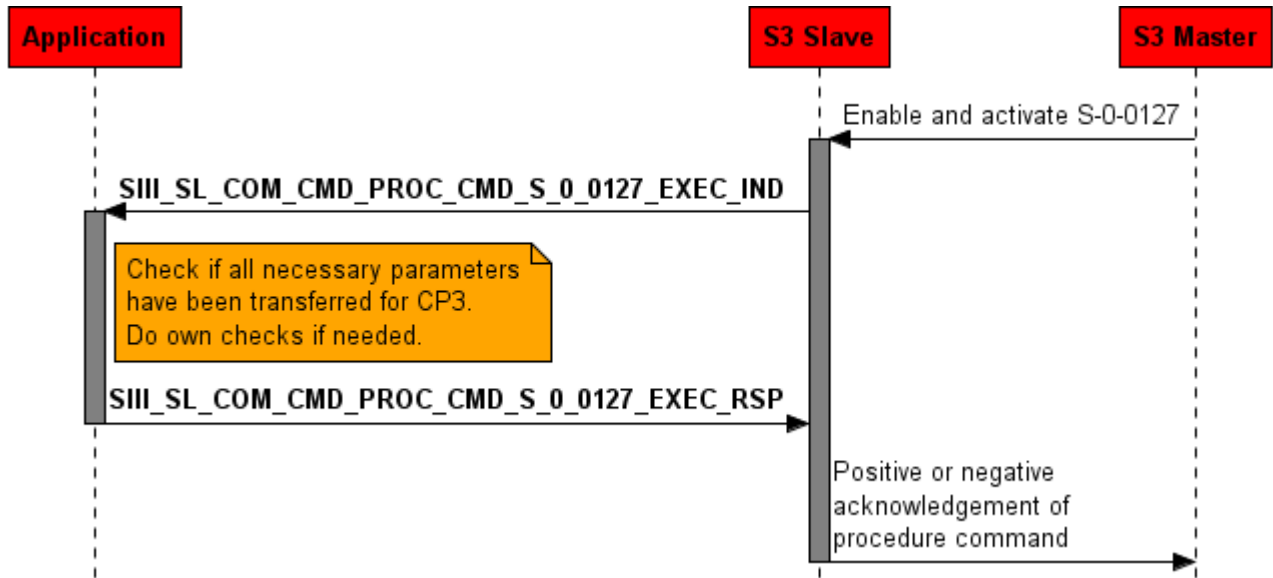 Application
S3 Slave
S3 Master
Enable and activate S-0-0127
SIII_SL_COM_CMD_PROC_CMD_S_0_0127_EXEC_IND
Check if all necessary parameters
have been transferred for CP3.
Do own checks if needed.
SIII_SL_COM_CMD_PROC_CMD_S_0_0127_EXEC_RSP
Positive or negative
acknowledgement of
procedure command